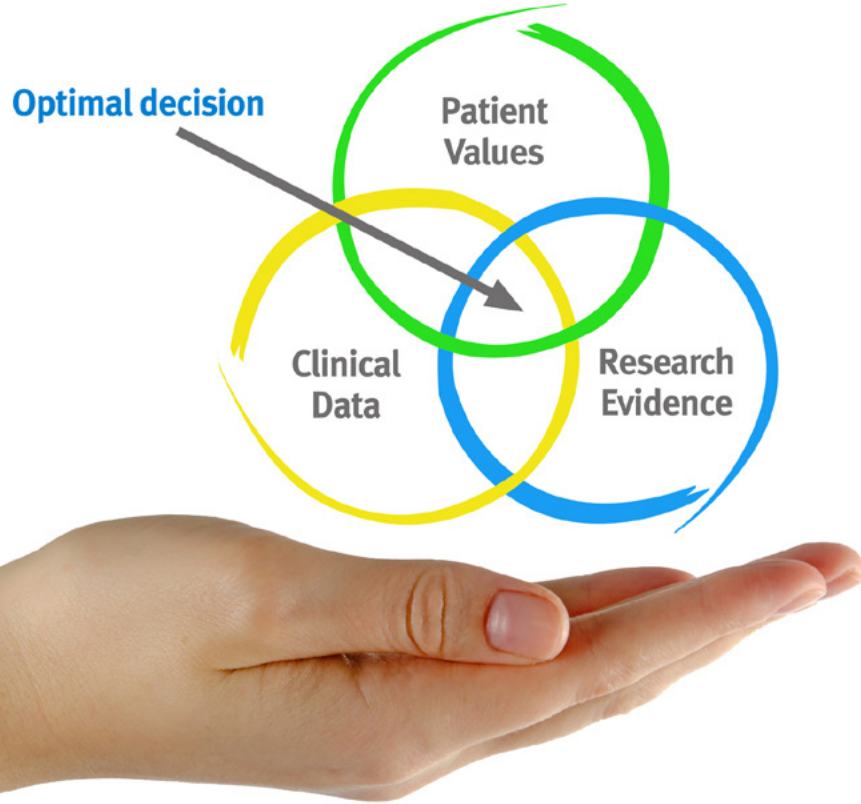 Optimal decision
Patient
Values
Clinical
Data
Research
Evidence